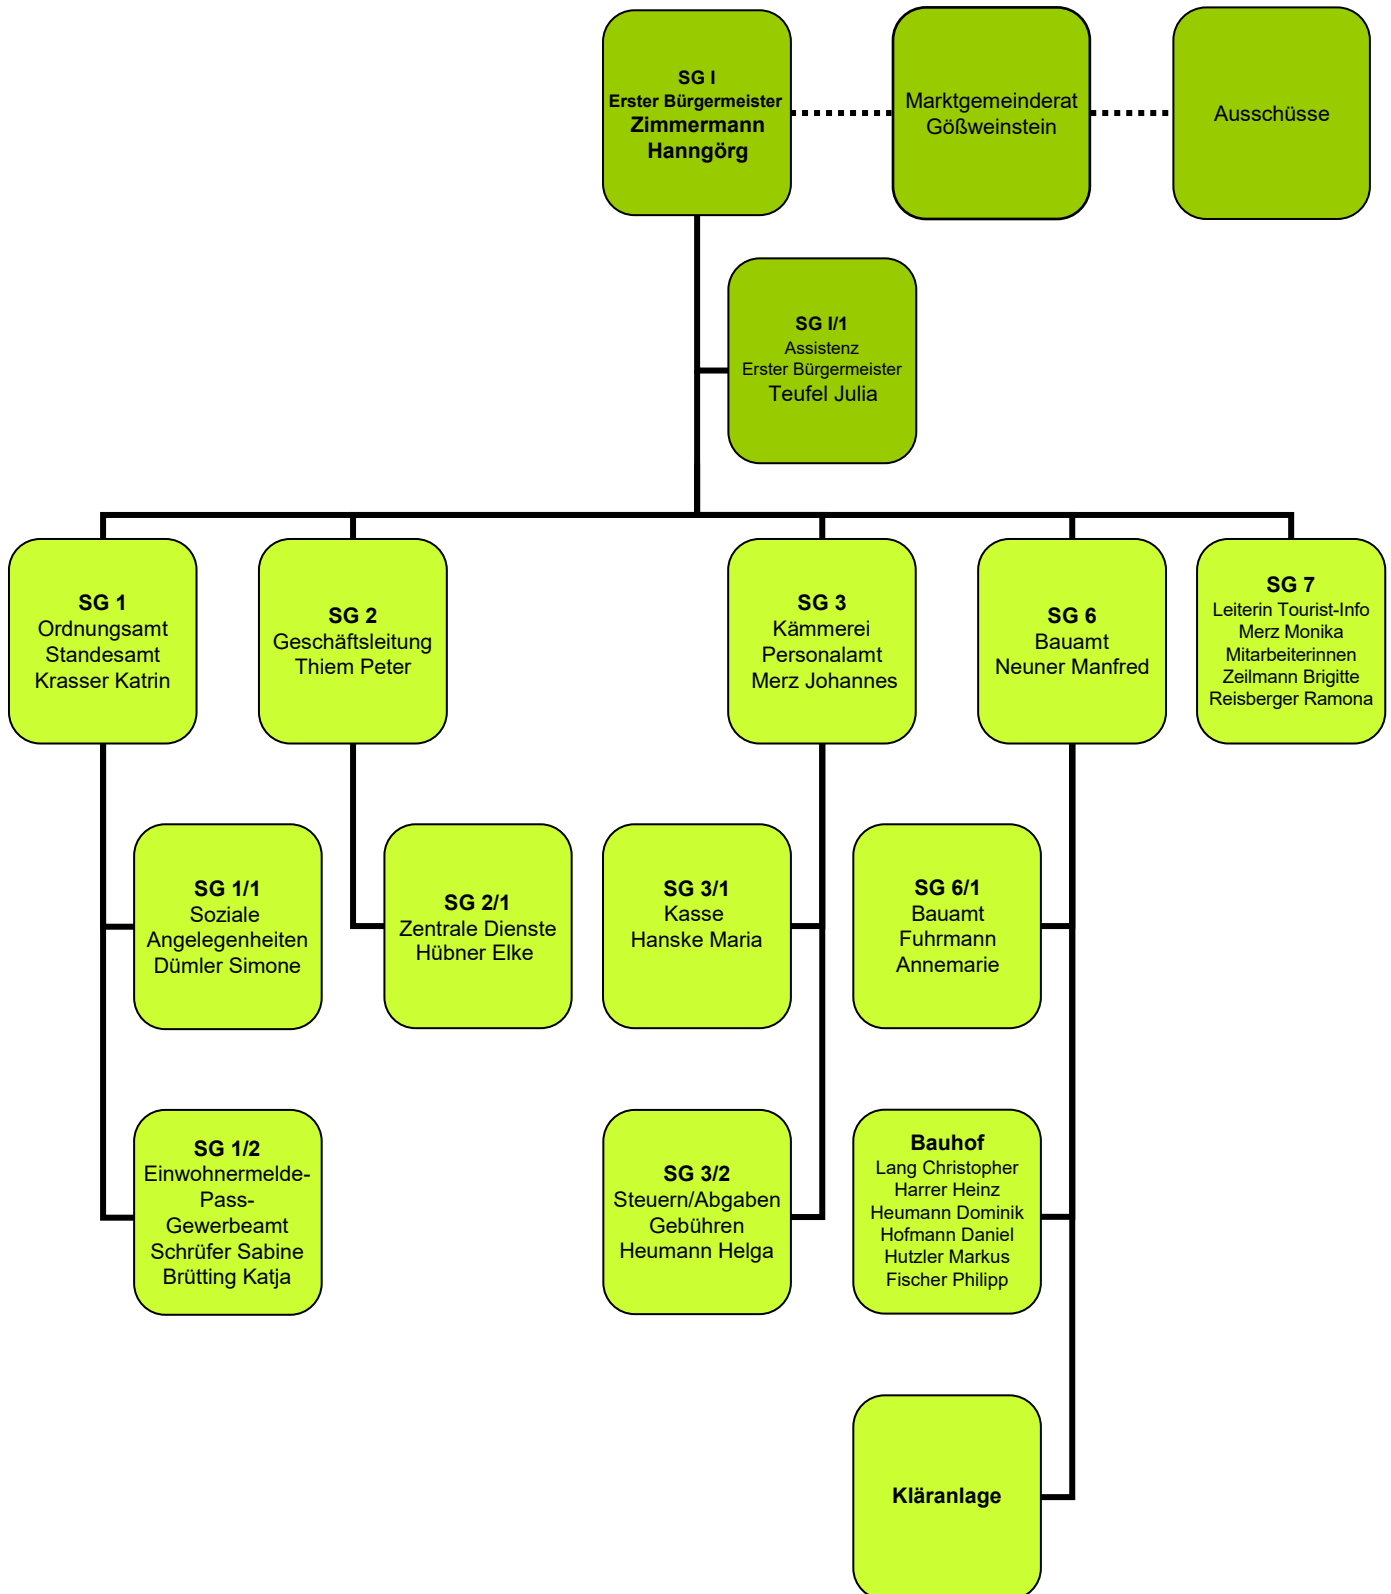 SG I
Erster Bürgermeister
Zimmermann
Hanngörg
Marktgemeinderat
Gößweinstein
Ausschüsse
SG I/1
Assistenz
Erster Bürgermeister
Teufel Julia
SG 1
Ordnungsamt
Standesamt
Krasser Katrin
SG 2
Geschäftsleitung
Thiem Peter
SG 3
Kämmerei
Personalamt
Merz Johannes
SG 6
Bauamt
Neuner Manfred
SG 7
Leiterin Tourist-Info
Merz Monika
Mitarbeiterinnen
Zeilmann Brigitte
Reisberger Ramona
SG 1/1
Soziale
Angelegenheiten
Dümler Simone
SG 2/1
Zentrale Dienste
Hübner Elke
SG 3/1
Kasse
Hanske Maria
SG 6/1
Bauamt
Fuhrmann
Annemarie
SG 1/2
Einwohnermelde-
Pass-
Gewerbeamt
Schrüfer Sabine
Brütting Katja
SG 3/2
Steuern/Abgaben
Gebühren
Heumann Helga
Bauhof
Lang Christopher
Harrer Heinz
Heumann Dominik
Hofmann Daniel
Hutzler Markus
Fischer Philipp
Kläranlage